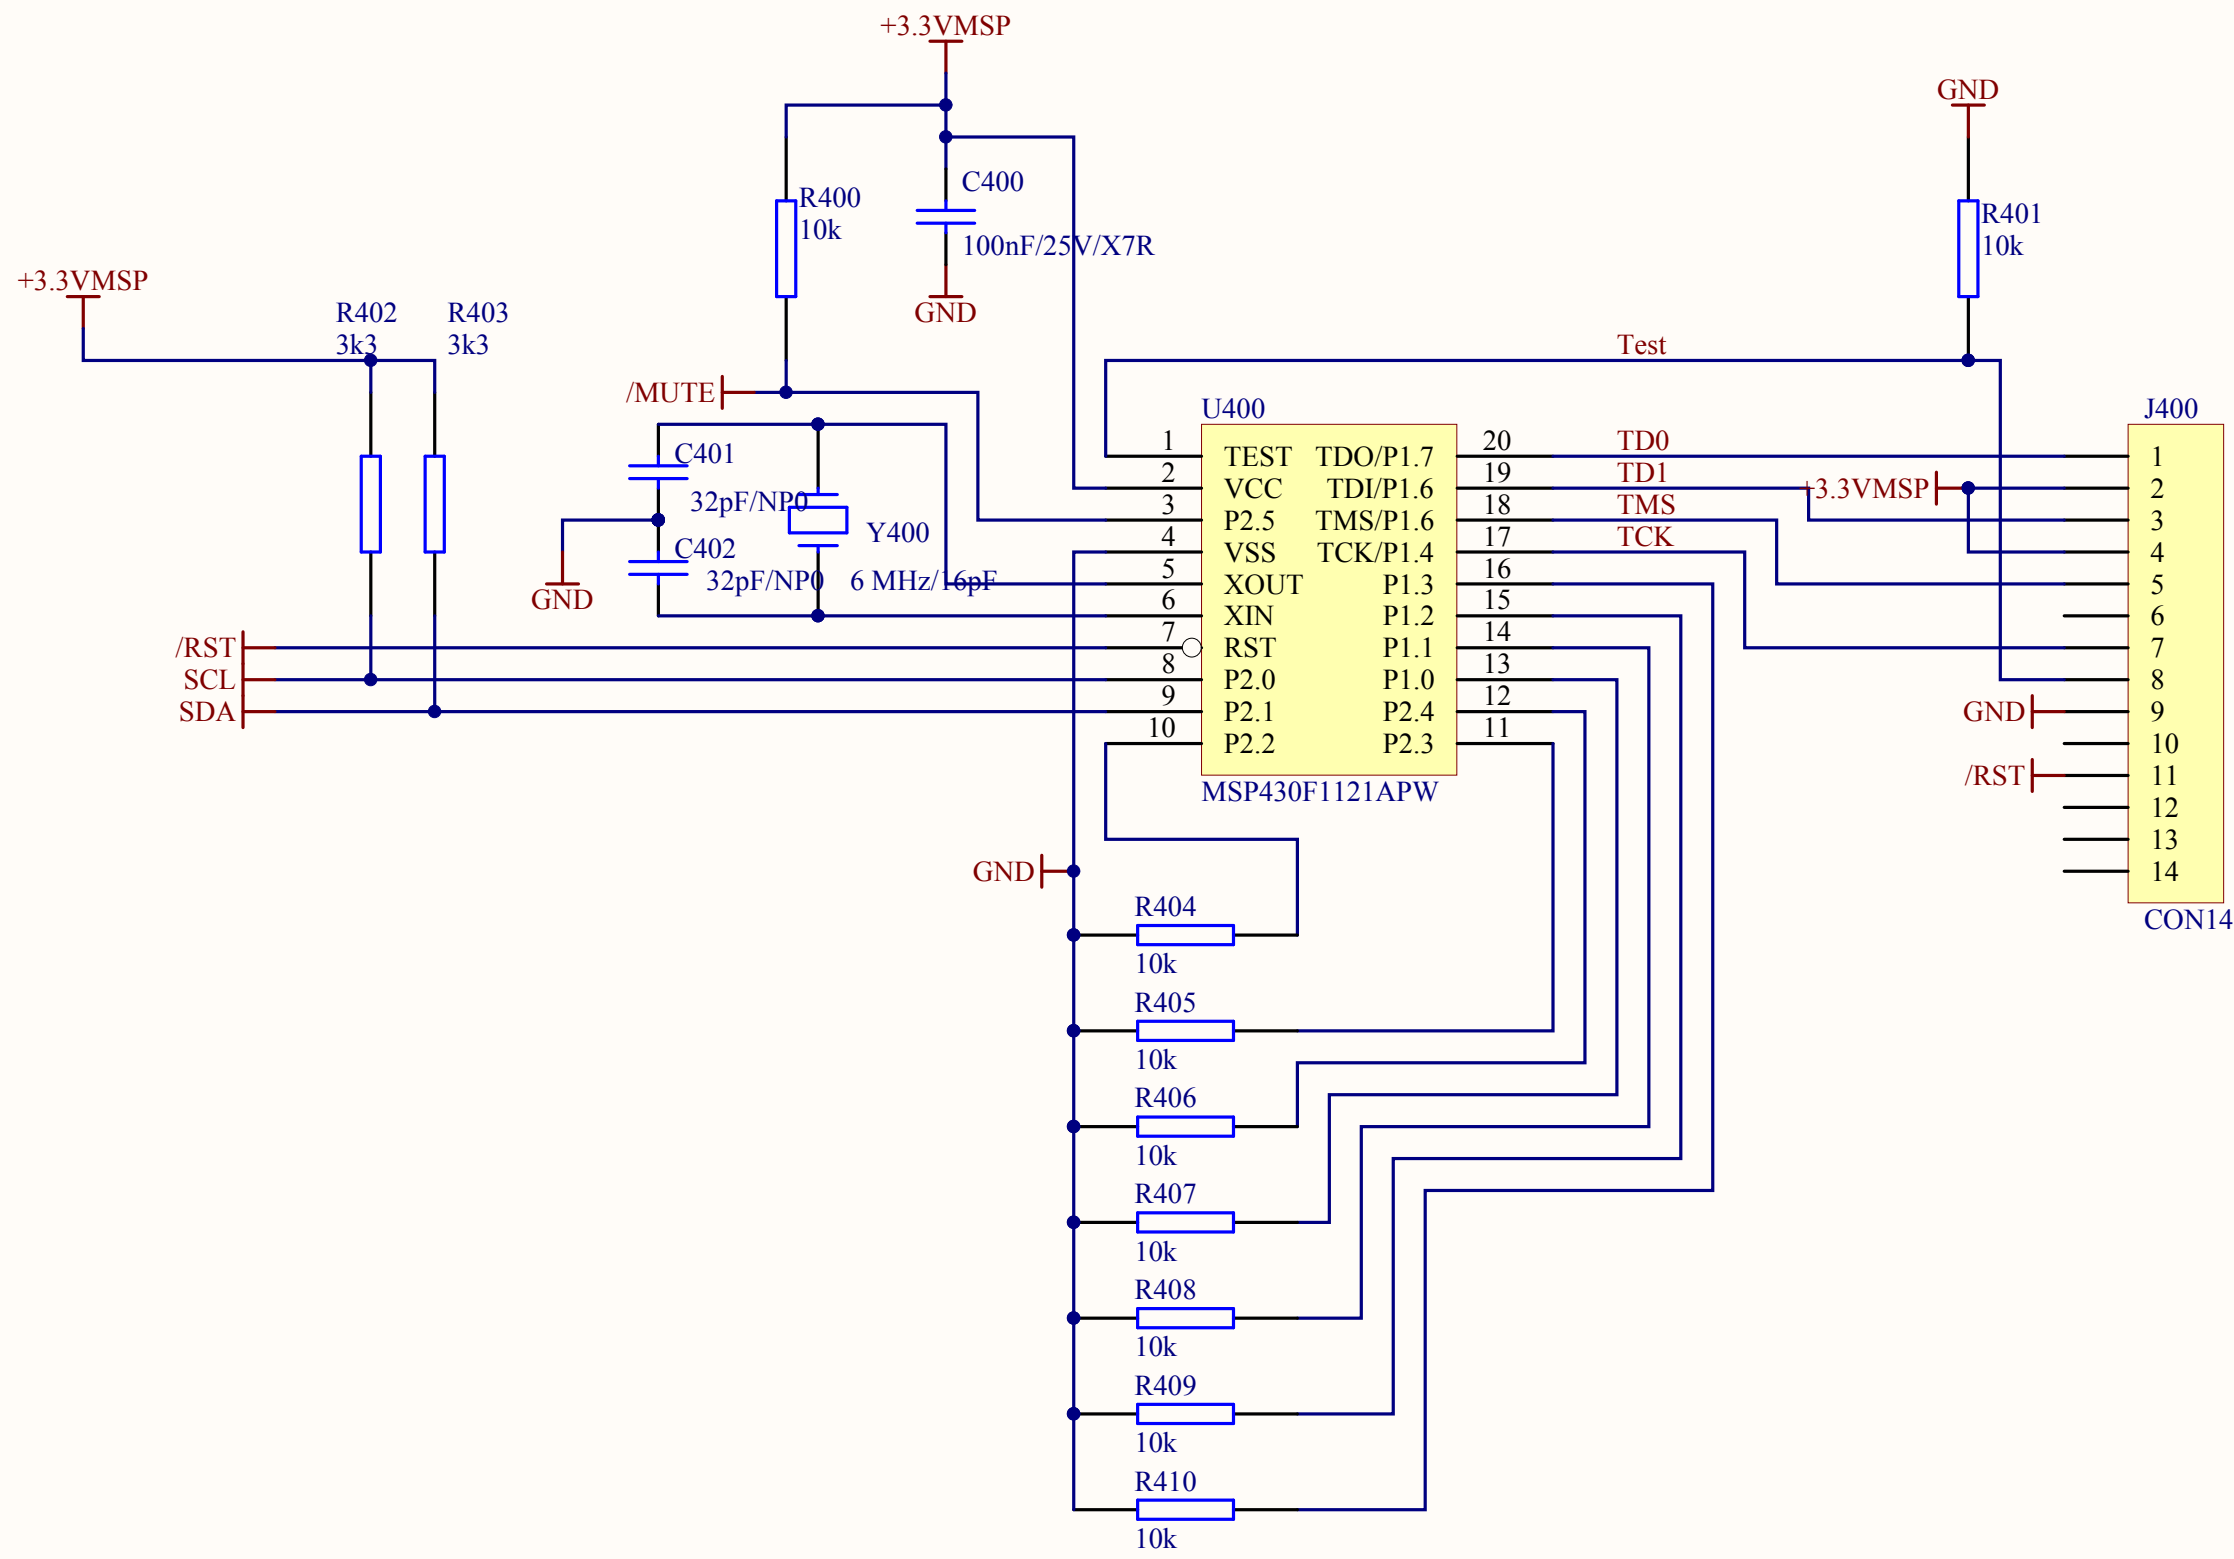 +3.3VMSP
GND
R400
10k
C400
100nF/25V/X7R
GND
R401
10k
+3.3VMSP
R402
3k3
R403
3k3
/MUTE
Test
C401
32pF/NP0
C402
32pF/NP0
Y400
6 MHz/16pF
GND
/RST
SCL
SDA
U400
1 TEST TDO/P1.7 20
2 VCC TDI/P1.6 19
3 P2.5 TMS/P1.6 18
4 VSS TCK/P1.4 17
5 XOUT P1.3 16
6 XIN P1.2 15
7 RST P1.1 14
8 P2.0 P1.0 13
9 P2.1 P2.4 12
10 P2.2 P2.3 11
MSP430F1121APW
TD0
TD1
TMS
TCK
+3.3VMSP
GND
/RST
J400
1
2
3
4
5
6
7
8
9
10
11
12
13
14
CON14
GND
R404
10k
R405
10k
R406
10k
R407
10k
R408
10k
R409
10k
R410
10k